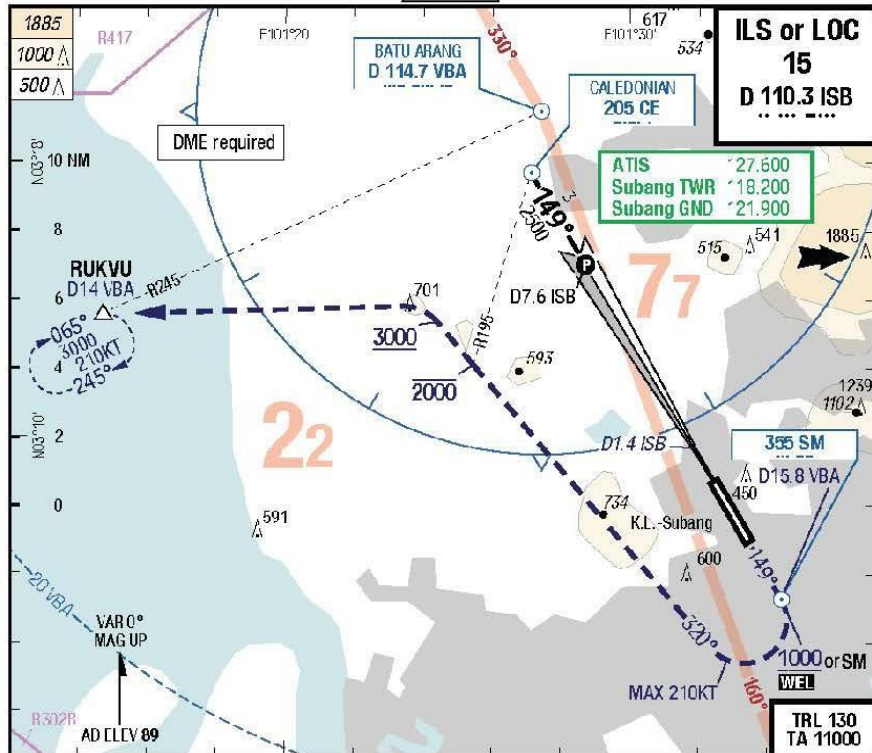 1885
1000
500
R417
E101°20'
330°
617
534
E101°30'
ILS or LOC
15
D 110.3 ISB
BATU ARANG
D 114.7 VBA
CALEDONIAN
205 CE
DME required
N03°18'
10 NM
8
6
4
2
0
N03°10'
ATIS 127.600
Subang TWR 118.200
Subang GND 121.900
3
149°
2500
P
D7.6 ISB
77
515
541
1885
RUKVU
D14 VBA
R245
065°
3000
210KT
245°
701
3000
R195
2000
593
22
1239
1102
D1.4 ISB
355 SM
D15.8 VBA
450
734
K.L.-Subang
591
600
149°
20 VBA
VAR 0°
MAG UP
320°
1000 or SM
WEL
MAX 210KT
160°
R302R
AD ELEV 89
TRL 130
TA 11000